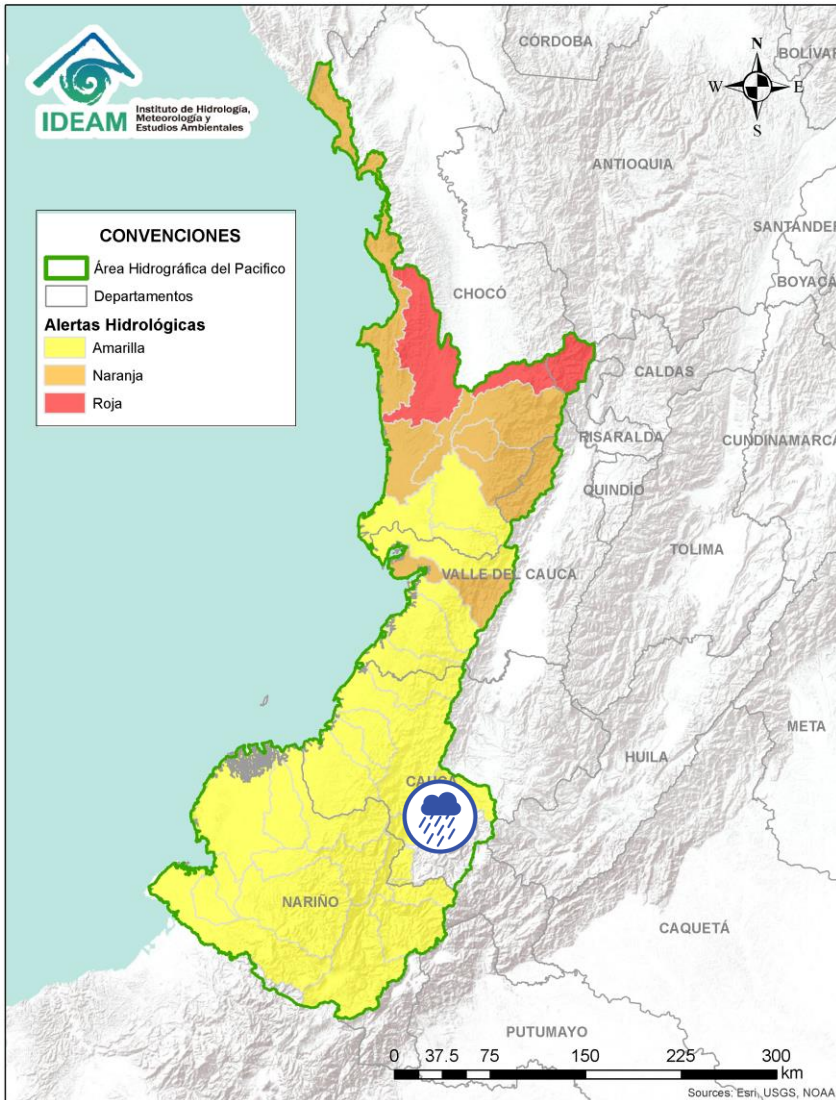 IDEAM
Instituto de Hidrología,
Meteorología y
Estudios Ambientales
CÓRDOBA
BOLÍVAR
N
W
E
S
ANTIOQUIA
CONVENCIONES
Área Hidrográfica del Pacifico
Departamentos
Alertas Hidrológicas
Amarilla
Naranja
Roja
SANTANDER
BOYACÁ
CHOCÓ
CALDAS
RISARALDA
CUNDINAMARCA
QUINDÍO
TOLIMA
VALLE DEL CAUCA
META
HUILA
CAUCA
NARIÑO
CAQUETÁ
PUTUMAYO
0 37.5 75 150 225 300
km
Sources: Esri, USGS, NOAA